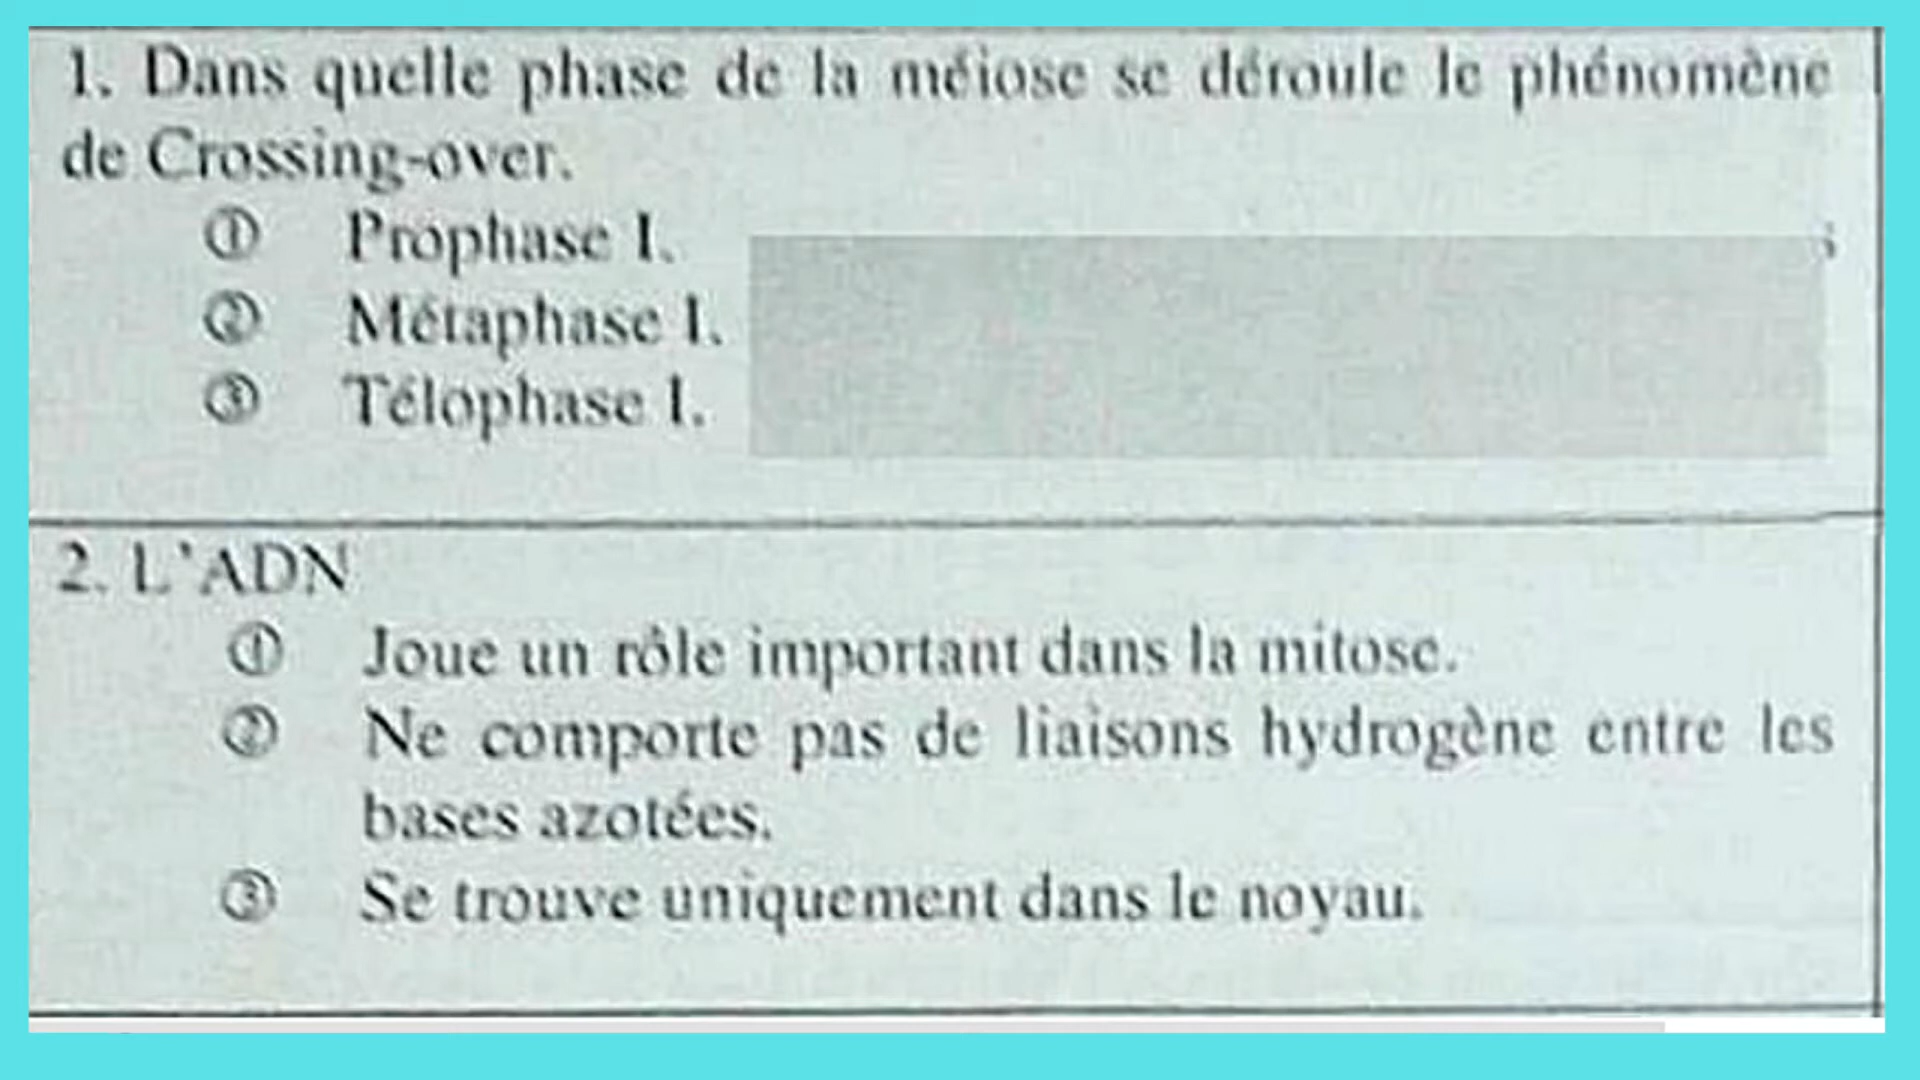 1. Dans quelle phase de la méiose se déroule le phénomène
de Crossing-over.
① Prophase I.
② Métaphase I.
③ Télophase I.
2. L'ADN
① Joue un rôle important dans la mitose.
② Ne comporte pas de liaisons hydrogène entre les
bases azotées.
③ Se trouve uniquement dans le noyau.